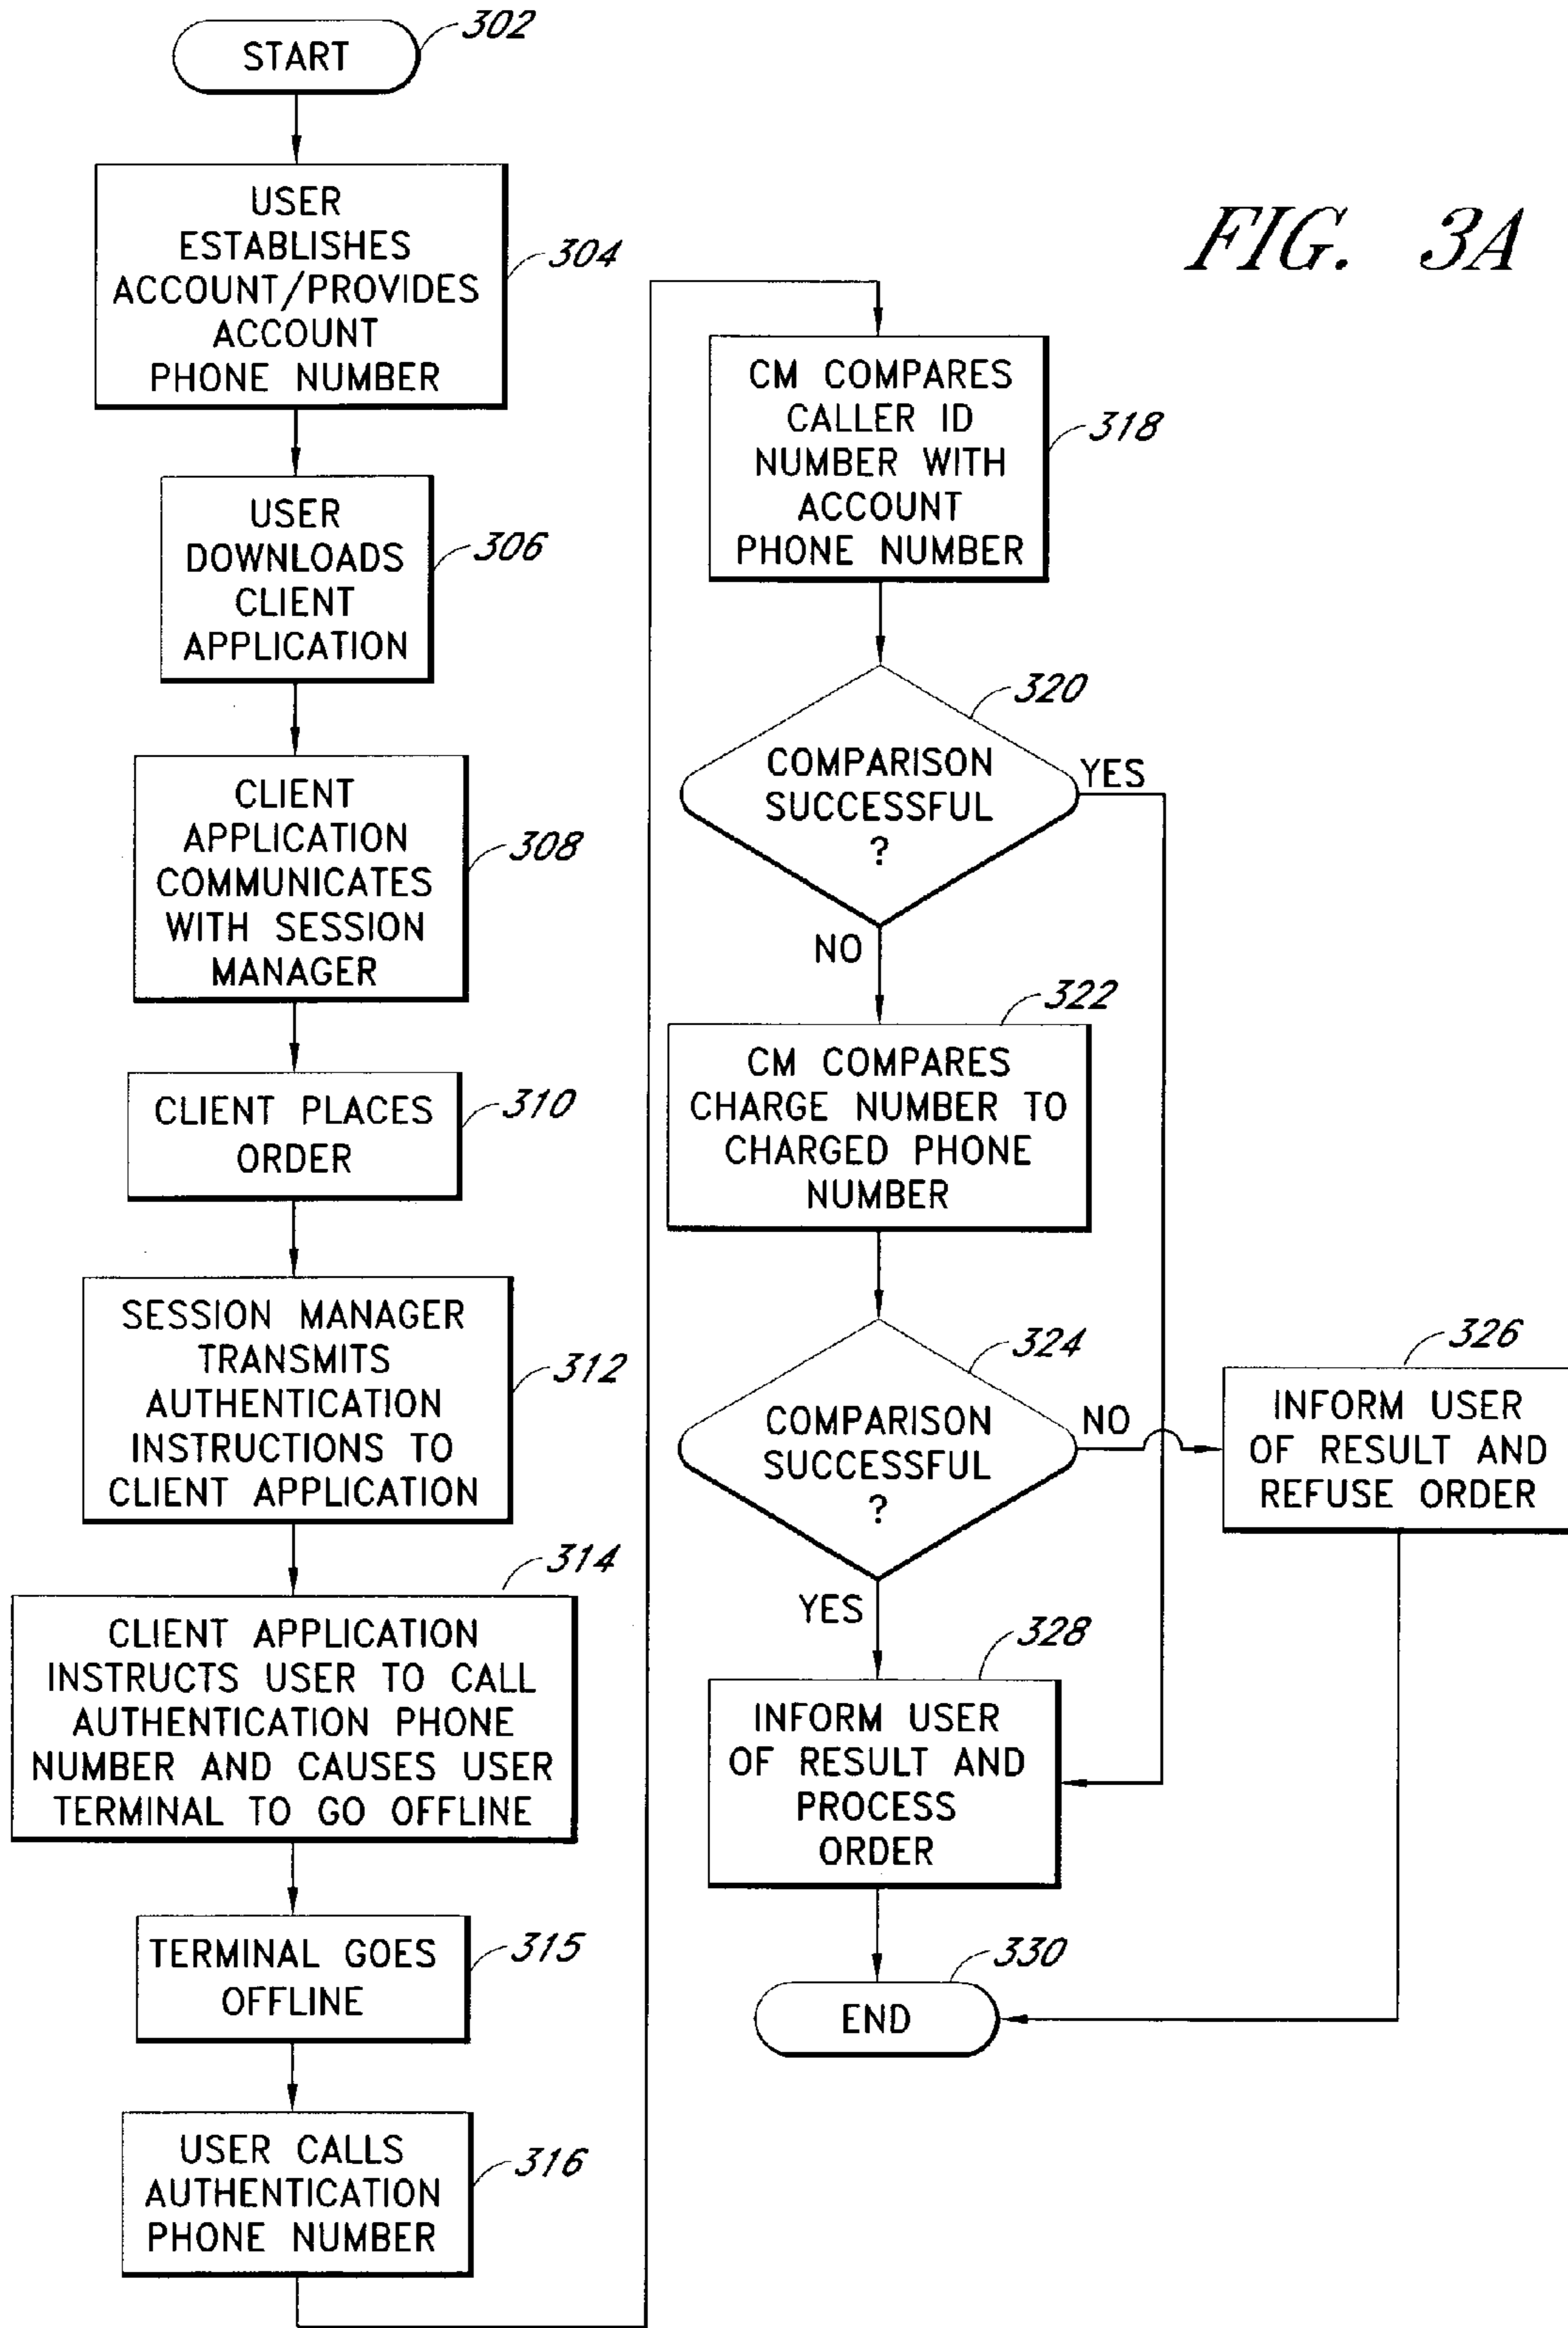 START
302
USER
ESTABLISHES
ACCOUNT/PROVIDES
ACCOUNT
PHONE NUMBER
304
USER
DOWNLOADS
CLIENT
APPLICATION
306
CLIENT
APPLICATION
COMMUNICATES
WITH SESSION
MANAGER
308
CLIENT PLACES
ORDER
310
SESSION MANAGER
TRANSMITS
AUTHENTICATION
INSTRUCTIONS TO
CLIENT APPLICATION
312
314
CLIENT APPLICATION
INSTRUCTS USER TO CALL
AUTHENTICATION PHONE
NUMBER AND CAUSES USER
TERMINAL TO GO OFFLINE
TERMINAL GOES
OFFLINE
315
USER CALLS
AUTHENTICATION
PHONE NUMBER
316
FIG. 3A
CM COMPARES
CALLER ID
NUMBER WITH
ACCOUNT
PHONE NUMBER
318
320
COMPARISON
SUCCESSFUL
?
YES
NO
322
CM COMPARES
CHARGE NUMBER TO
CHARGED PHONE
NUMBER
324
COMPARISON
SUCCESSFUL
?
NO
326
INFORM USER
OF RESULT AND
REFUSE ORDER
YES
328
INFORM USER
OF RESULT AND
PROCESS
ORDER
330
END